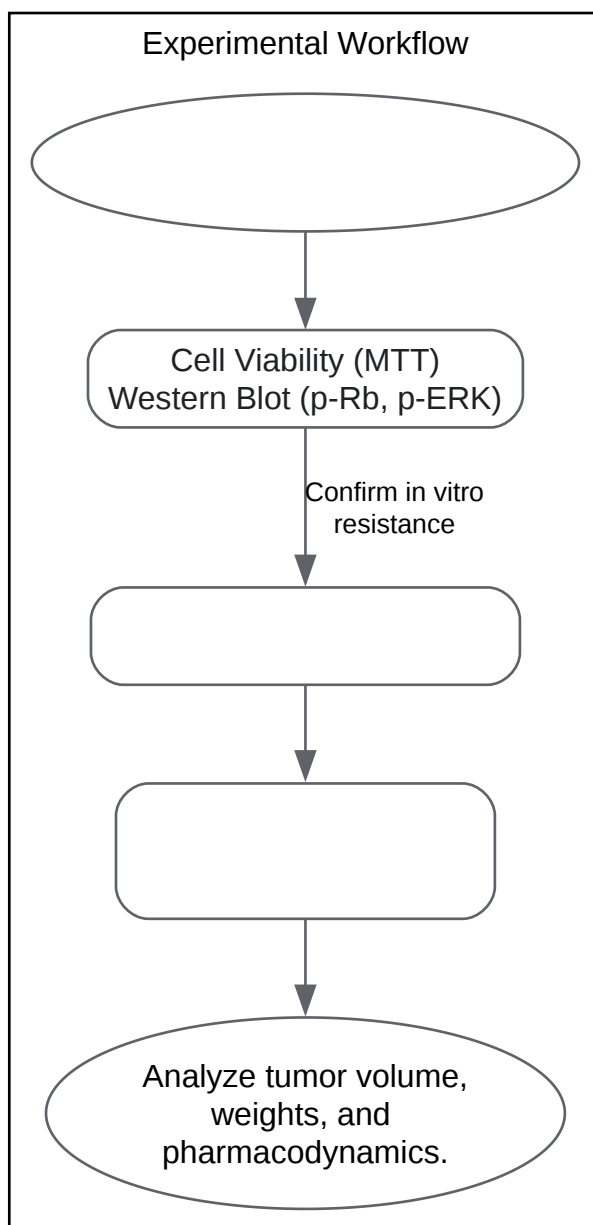 Experimental Workflow
Cell Viability (MTT)
Western Blot (p-Rb, p-ERK)
Confirm in vitro
resistance
Analyze tumor volume,
weights, and
pharmacodynamics.